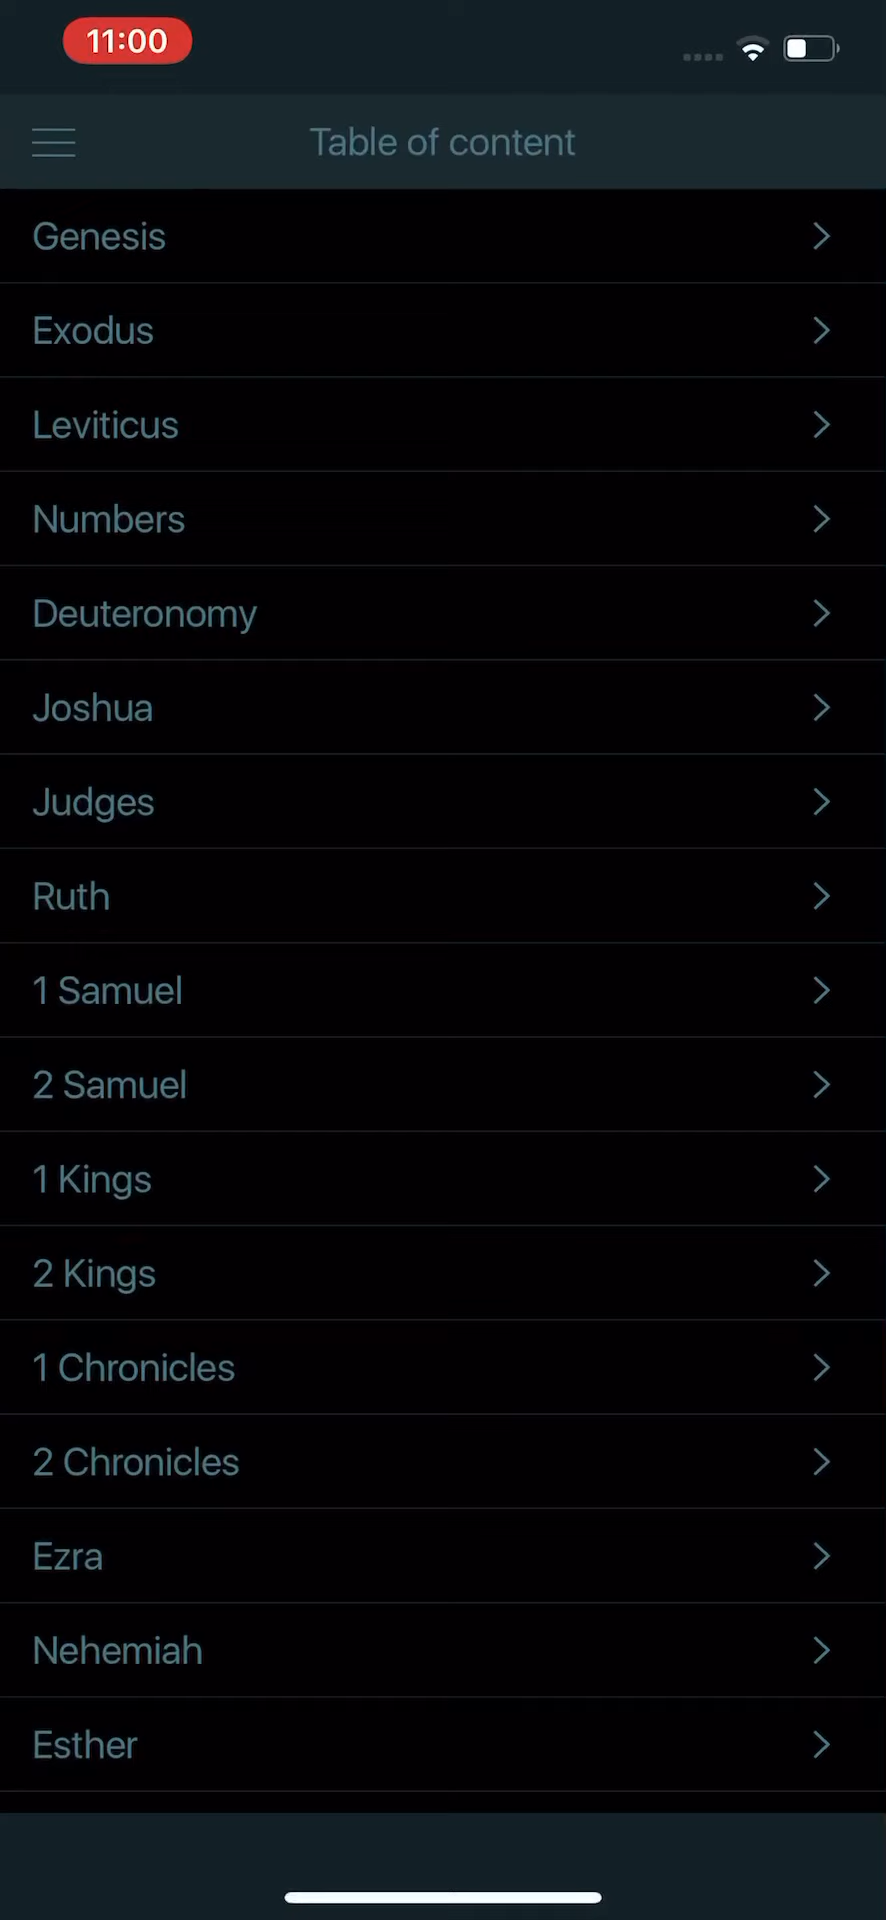 11:00
Table of content
Genesis
Exodus
Leviticus
Numbers
Deuteronomy
Joshua
Judges
Ruth
1 Samuel
2 Samuel
1 Kings
2 Kings
1 Chronicles
2 Chronicles
Ezra
Nehemiah
Esther